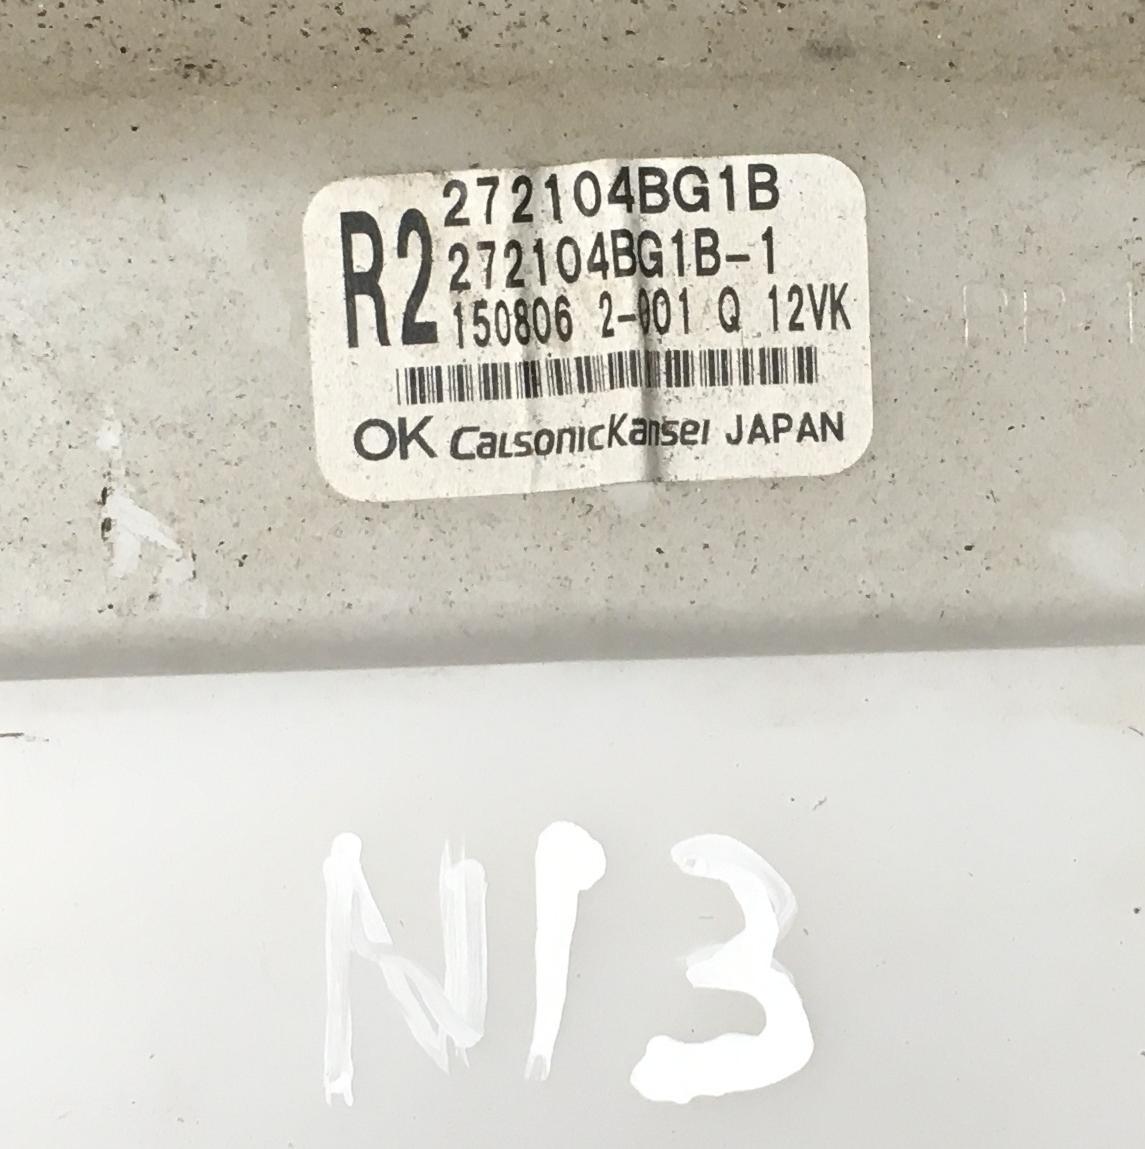 272104BG1B
R2
272104BG1B-1
150806 2-001 Q 12VK
OK CalsonicKansei JAPAN
N13